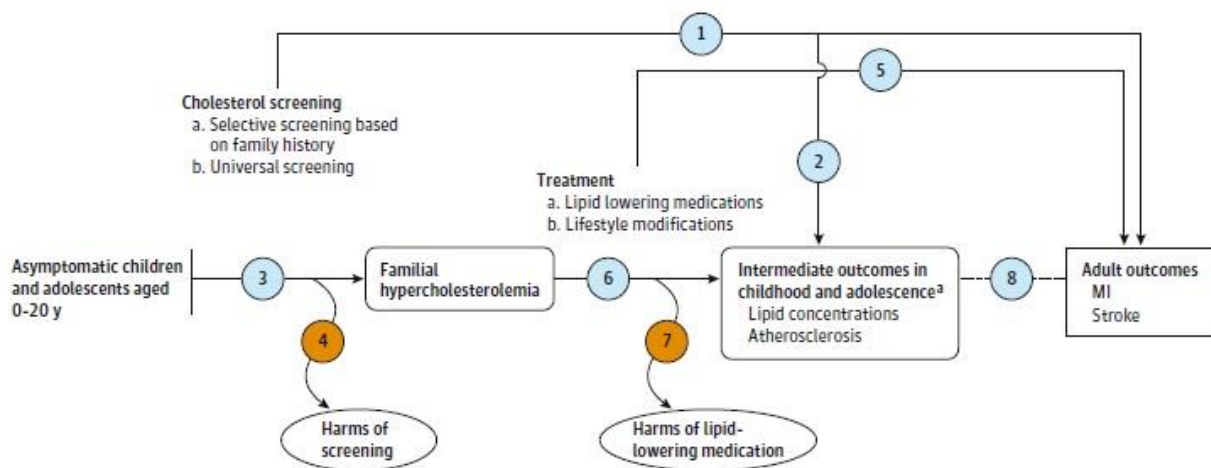 1
5
Cholesterol screening
a. Selective screening based
on family history
b. Universal screening
2
Treatment
a. Lipid lowering medications
b. Lifestyle modifications
Asymptomatic children
and adolescents aged
0-20 y
3
Familial
hypercholesterolemia
6
Intermediate outcomes in
childhood and adolescenceᵃ
Lipid concentrations
Atherosclerosis
8
Adult outcomes
MI
Stroke
4
7
Harms of
screening
Harms of lipid-
lowering medication